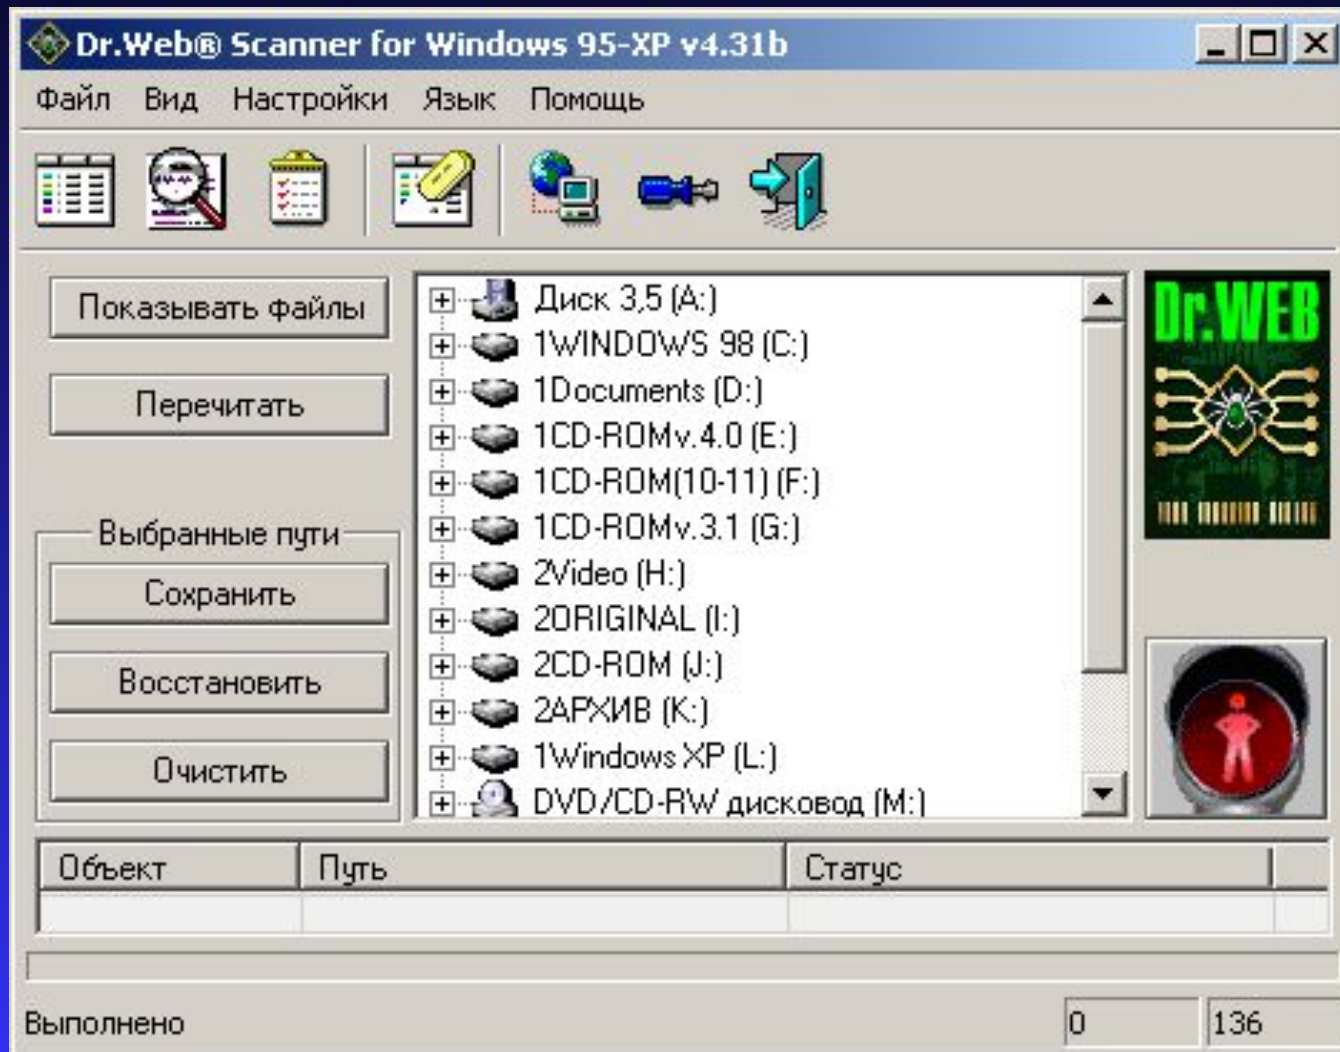 Dr.Web® Scanner for Windows 95-XP v4.31b
Файл Вид Настройки Язык Помощь
Показывать файлы
Перечитать
Выбранные пути
Сохранить
Восстановить
Очистить
Диск 3,5 (A:)
1WINDOWS 98 (C:)
1Documents (D:)
1CD-ROMv.4.0 (E:)
1CD-ROM(10-11) (F:)
1CD-ROMv.3.1 (G:)
2Video (H:)
2ORIGINAL (I:)
2CD-ROM (J:)
2АРХИВ (K:)
1Windows XP (L:)
DVD/CD-RW дисковод (M:)
Dr.WEB
Объект Путь Статус
Выполнено 0 136